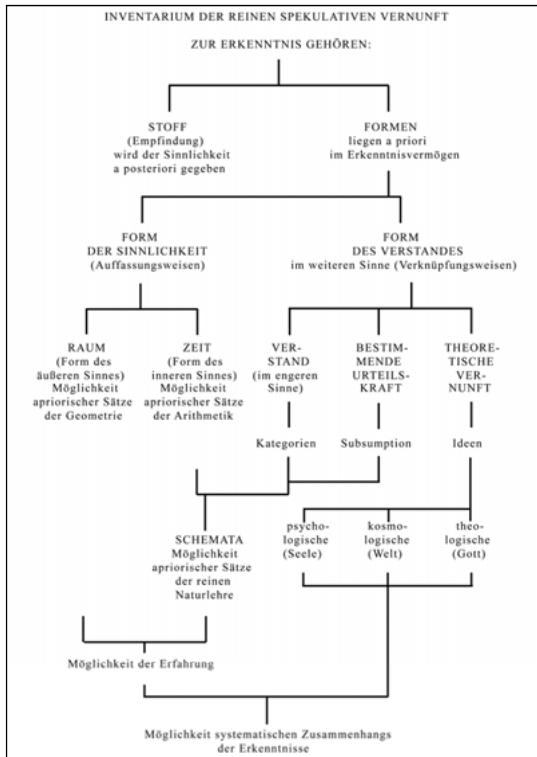 INVENTARIUM DER REINEN SPEKULATIVEN VERNUNFT
ZUR ERKENNTNIS GEHÖREN:
STOFF
(Empfindung)
wird der Sinnlichkeit
a posteriori gegeben
FORMEN
liegen a priori
im Erkenntnisvermögen
FORM
DER SINNLICHKEIT
(Auffassungsweisen)
FORM
DES VERSTANDES
im weiteren Sinne (Verknüpfungsweisen)
RAUM
(Form des
äußeren Sinnes)
Möglichkeit
apriorischer Sätze
der Geometrie
ZEIT
(Form des
inneren Sinnes)
Möglichkeit
apriorischer Sätze
der Arithmetik
VER-
STAND
(im engeren
Sinne)
BESTIM-
MENDE
URTEILS-
KRAFT
THEORE-
TISCHE
VER-
NUNFT
Kategorien
Subsumption
Ideen
SCHEMATA
Möglichkeit
apriorischer Sätze
der reinen
Naturlehre
psycho-
logische
(Seele)
kosmo-
logische
(Welt)
theo-
logische
(Gott)
Möglichkeit der Erfahrung
Möglichkeit systematischen Zusammenhangs
der Erkenntnisse